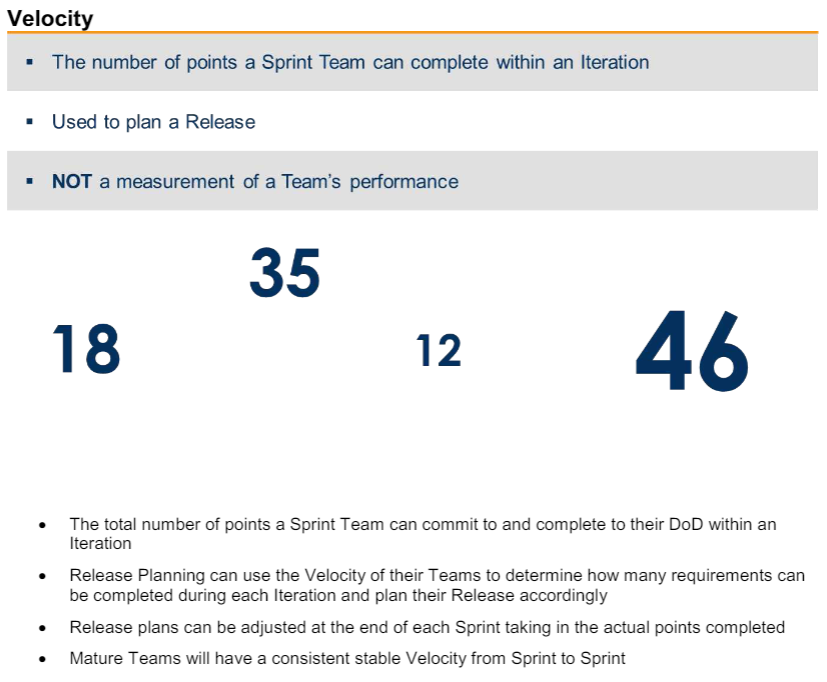 Velocity
▪ The number of points a Sprint Team can complete within an Iteration
▪ Used to plan a Release
▪ NOT a measurement of a Team’s performance
35
18
12
46
• The total number of points a Sprint Team can commit to and complete to their DoD within an
Iteration
• Release Planning can use the Velocity of their Teams to determine how many requirements can
be completed during each Iteration and plan their Release accordingly
• Release plans can be adjusted at the end of each Sprint taking in the actual points completed
• Mature Teams will have a consistent stable Velocity from Sprint to Sprint